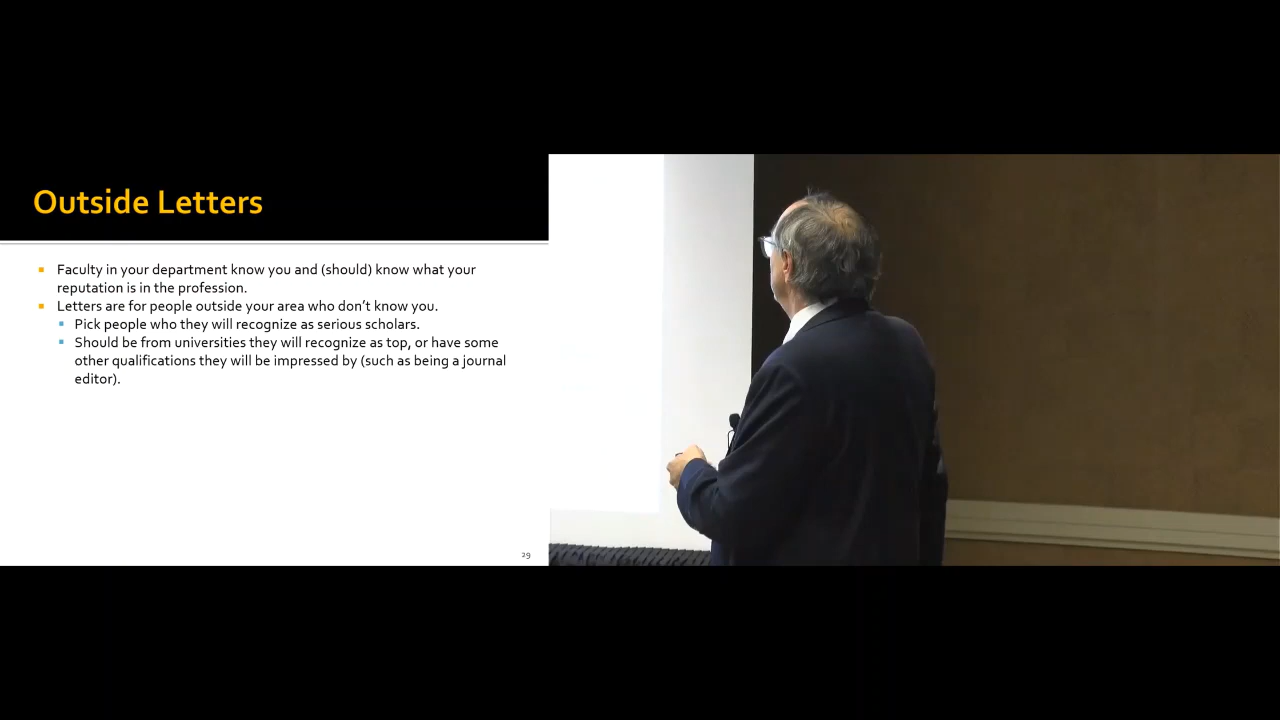 Outside Letters
Faculty in your department know you and (should) know what your
reputation is in the profession.
Letters are for people outside your area who don't know you.
Pick people who they will recognize as serious scholars.
Should be from universities they will recognize as top, or have some
other qualifications they will be impressed by (such as being a journal
editor).
29